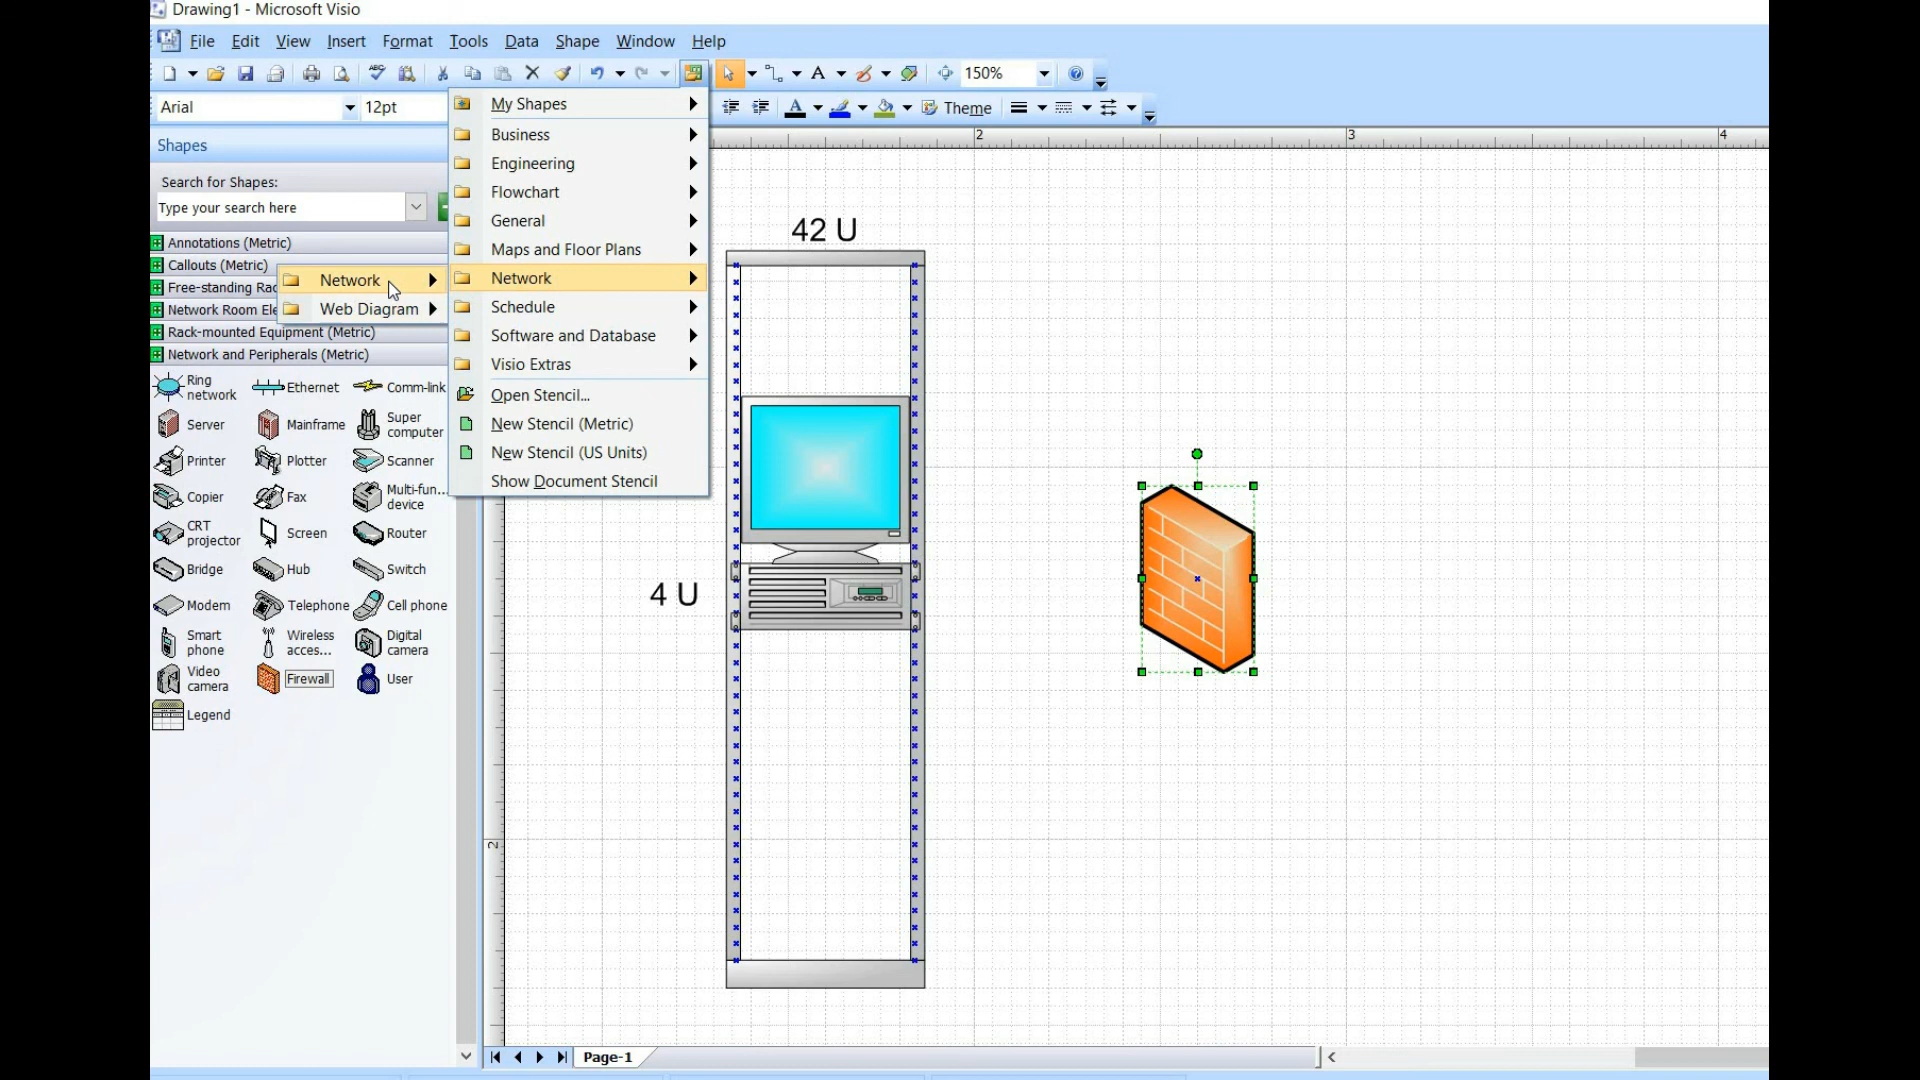 Drawing1 - Microsoft Visio
File Edit View Insert Format Tools Data Shape Window Help
150%
Arial 12pt
Theme
My Shapes
Business
Engineering
Flowchart
General
Maps and Floor Plans
Network
Schedule
Software and Database
Visio Extras
Open Stencil...
New Stencil (Metric)
New Stencil (US Units)
Show Document Stencil
Network
Web Diagram
Shapes
Search for Shapes:
Type your search here
Annotations (Metric)
Callouts (Metric)
Free-standing Rac
Network Room Ele
Rack-mounted Equipment (Metric)
Network and Peripherals (Metric)
Ring network Ethernet Comm-link
Server Mainframe Super computer
Printer Plotter Scanner
Copier Fax Multi-fun... device
CRT projector Screen Router
Bridge Hub Switch
Modem Telephone Cell phone
Smart phone Wireless acces... Digital camera
Video camera Firewall User
Legend
2 3 4
42 U
4 U
2
Page-1